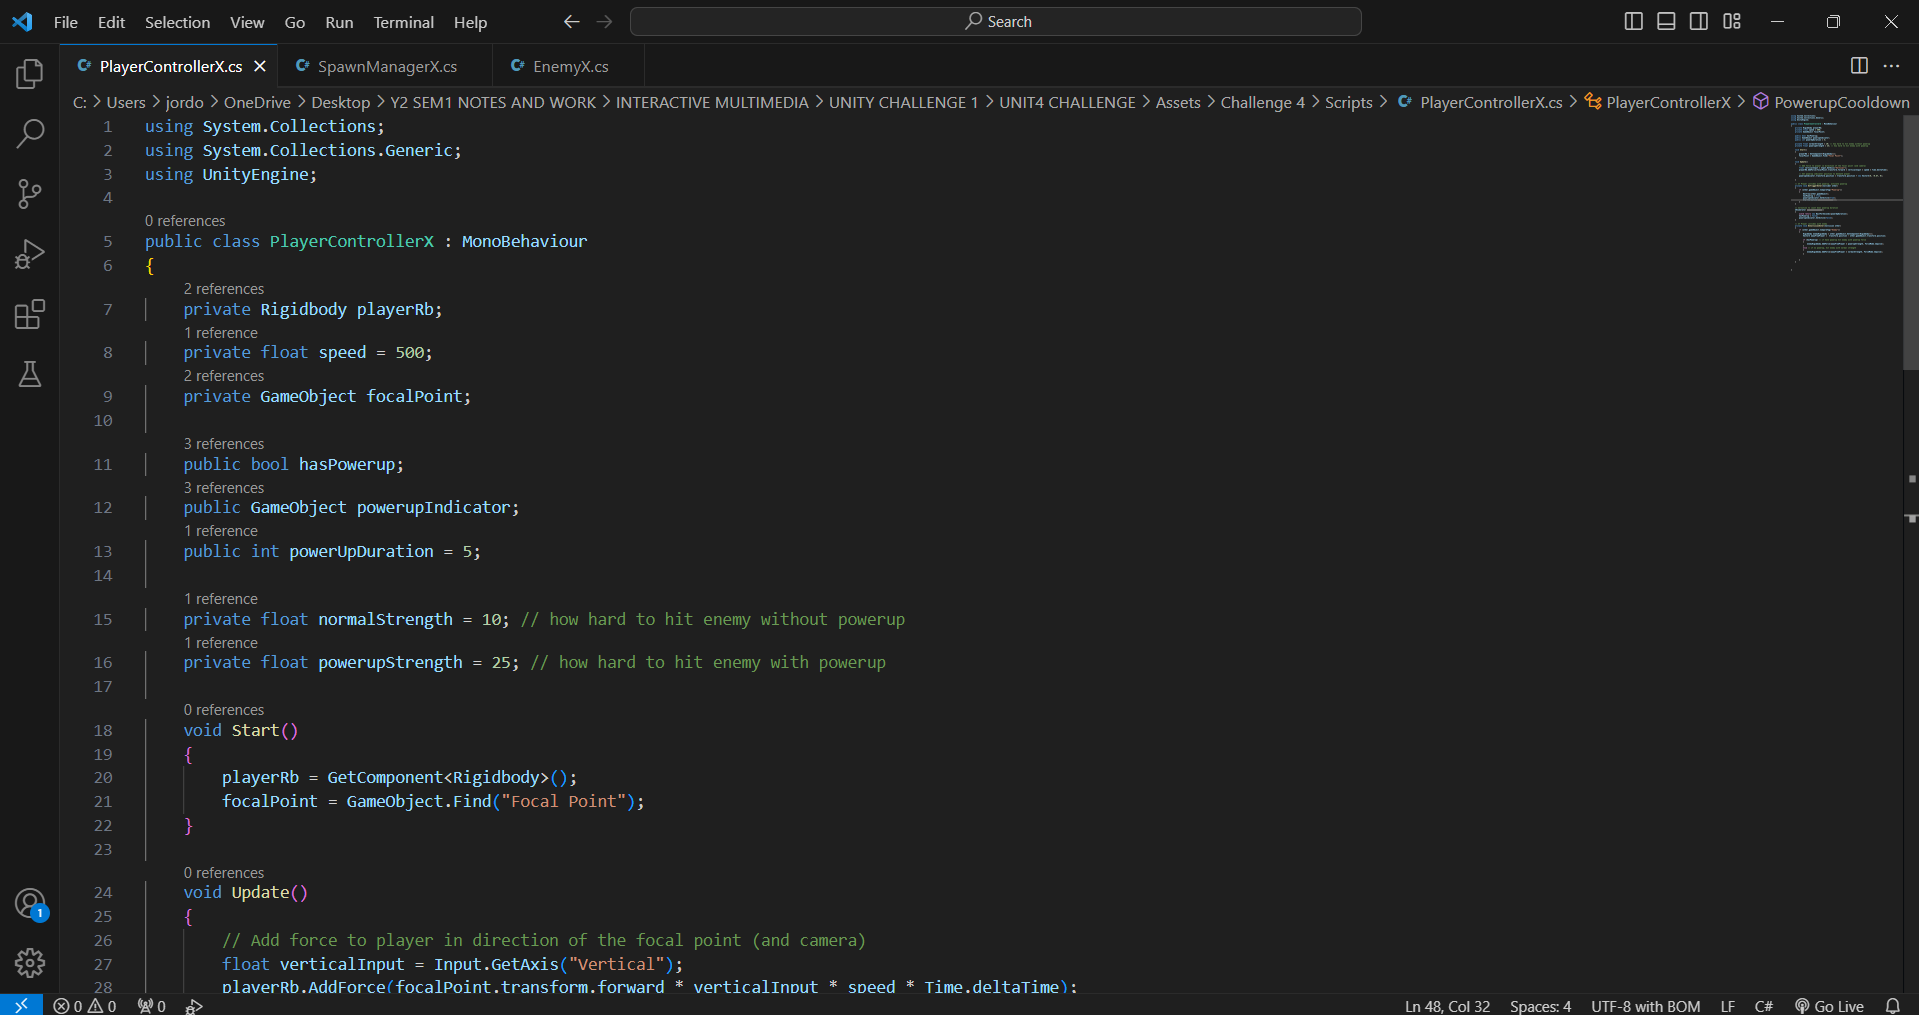 File Edit Selection View Go Run Terminal Help
Search
PlayerControllerX.cs SpawnManagerX.cs EnemyX.cs
C: > Users > jordo > OneDrive > Desktop > Y2 SEM1 NOTES AND WORK > INTERACTIVE MULTIMEDIA > UNITY CHALLENGE 1 > UNIT4 CHALLENGE > Assets > Challenge 4 > Scripts > PlayerControllerX.cs > PlayerControllerX > PowerupCooldown
1 using System.Collections;
2 using System.Collections.Generic;
3 using UnityEngine;
4
0 references
5 public class PlayerControllerX : MonoBehaviour
6 {
2 references
7 private Rigidbody playerRb;
1 reference
8 private float speed = 500;
2 references
9 private GameObject focalPoint;
10
3 references
11 public bool hasPowerup;
3 references
12 public GameObject powerupIndicator;
1 reference
13 public int powerUpDuration = 5;
14
1 reference
15 private float normalStrength = 10; // how hard to hit enemy without powerup
1 reference
16 private float powerupStrength = 25; // how hard to hit enemy with powerup
17
0 references
18 void Start()
19 {
20 playerRb = GetComponent<Rigidbody>();
21 focalPoint = GameObject.Find("Focal Point");
22 }
23
0 references
24 void Update()
25 {
26 // Add force to player in direction of the focal point (and camera)
27 float verticalInput = Input.GetAxis("Vertical");
28 playerRb.AddForce(focalPoint.transform.forward * verticalInput * speed * Time.deltaTime);
1
0 0 0 Ln 48, Col 32 Spaces: 4 UTF-8 with BOM LF C# Go Live